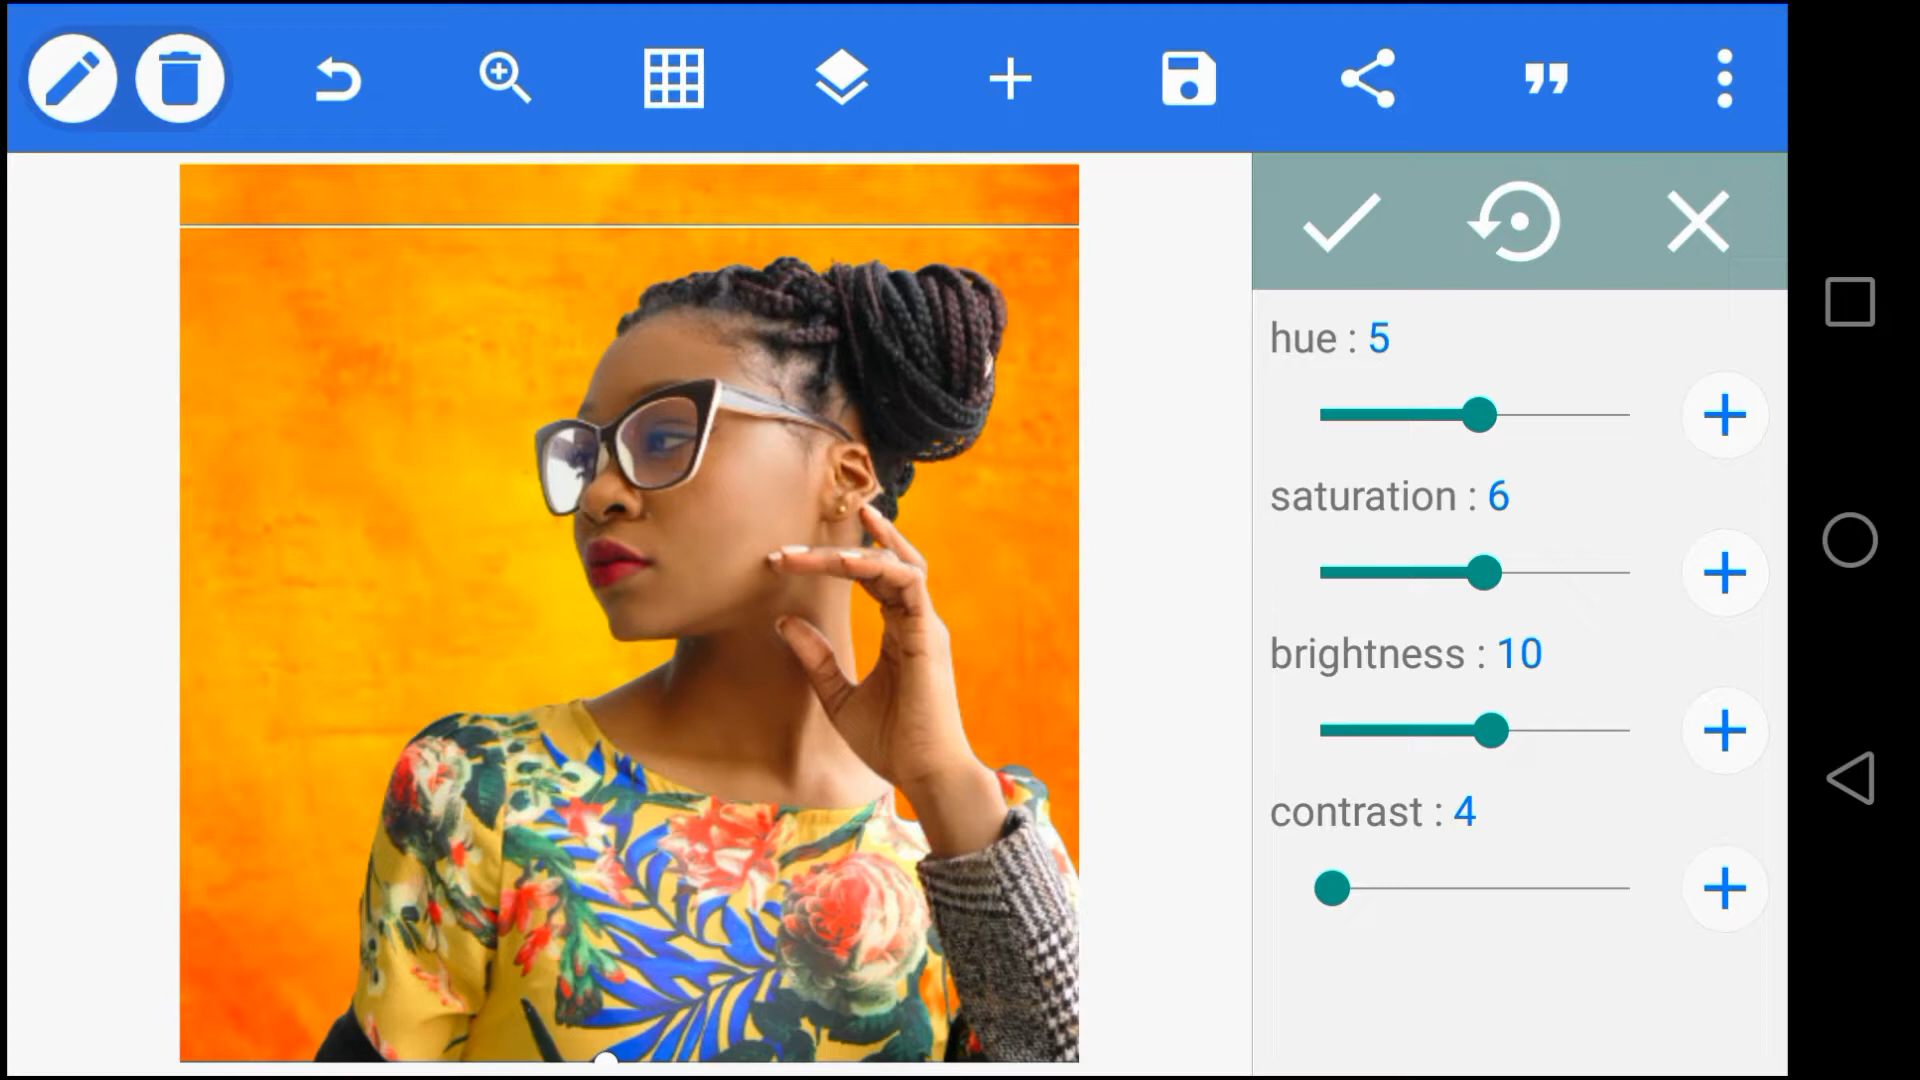 hue : 5
saturation : 6
brightness : 10
contrast : 4